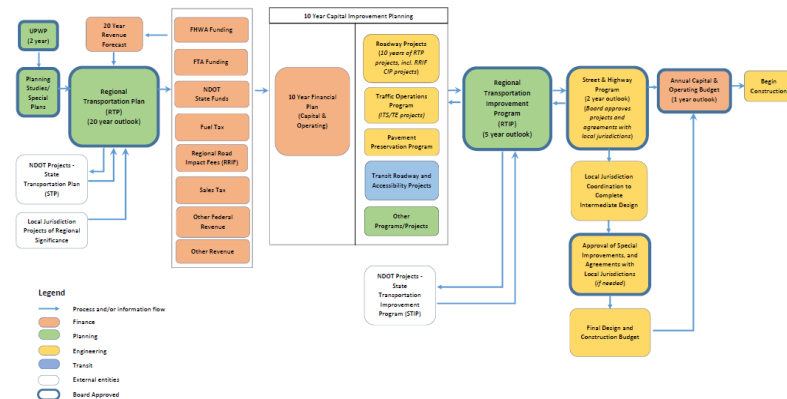 10 Year Capital Improvement Planning
UPWP
(2 year)
20 Year
Revenue
Forecast
Planning
Studies/
Special
Plans
Regional
Transportation Plan
(RTP)
(20 year outlook)
NDOT Projects -
State
Transportation Plan
(STP)
Local Jurisdiction
Projects of Regional
Significance
FHWA Funding
FTA Funding
NDOT
State Funds
Fuel Tax
Regional Road
Impact Fees (RRIF)
Sales Tax
Other Federal
Revenue
Other Revenue
10 Year Financial
Plan
(Capital &
Operating)
Roadway Projects
(10 years of RTP
projects, incl. RRIF
CIP projects)
Traffic Operations
Program
(ITS/TE projects)
Pavement
Preservation Program
Transit Roadway and
Accessibility Projects
Other
Programs/Projects
Regional
Transportation
Improvement
Program (RTIP)
(5 year outlook)
NDOT Projects -
State
Transportation
Improvement
Program (STIP)
Street & Highway
Program
(2 year outlook)
(Board approves
projects and
agreements with
local jurisdictions)
Local Jurisdiction
Coordination to
Complete
Intermediate Design
Approval of Special
Improvements, and
Agreements with
Local Jurisdictions
(if needed)
Final Design and
Construction Budget
Annual Capital &
Operating Budget
(1 year outlook)
Begin
Construction
Legend
Process and/or information flow
Finance
Planning
Engineering
Transit
External entities
Board Approved